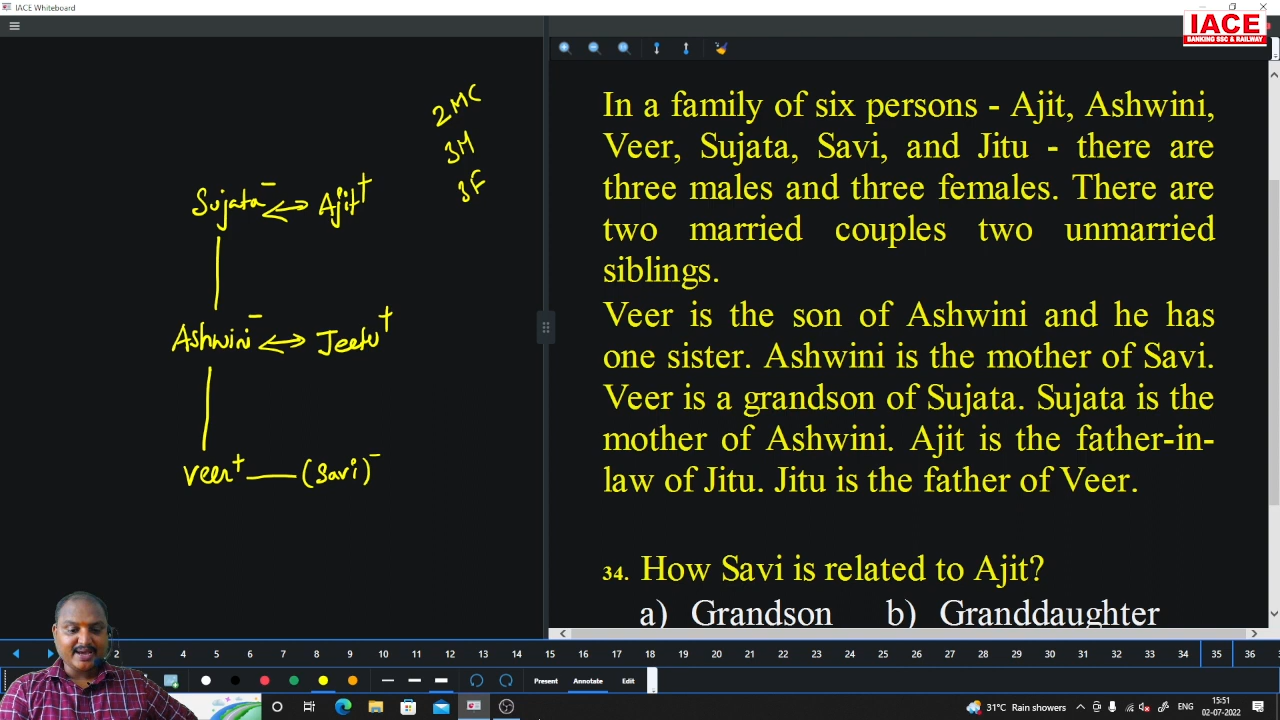 IACE Whiteboard
IACE
BANKING SSC & RAILWAY
2MC
3M
3F
Sujata - Ajit +
Ashwini - Jeetu +
Veer + (Savi) -
In a family of six persons - Ajit, Ashwini,
Veer, Sujata, Savi, and Jitu - there are
three males and three females. There are
two married couples two unmarried
siblings.
Veer is the son of Ashwini and he has
one sister. Ashwini is the mother of Savi.
Veer is a grandson of Sujata. Sujata is the
mother of Ashwini. Ajit is the father-in-
law of Jitu. Jitu is the father of Veer.
34. How Savi is related to Ajit?
a) Grandson b) Granddaughter
2 3 4 5 6 7 8 9 10 11 12 13 14 15 16 17 18 19 20 21 22 23 24 25 26 27 28 29 30 31 32 33 34 35 36
Present Annotate Edit
31°C Rain showers ENG 15:51
02-07-2022